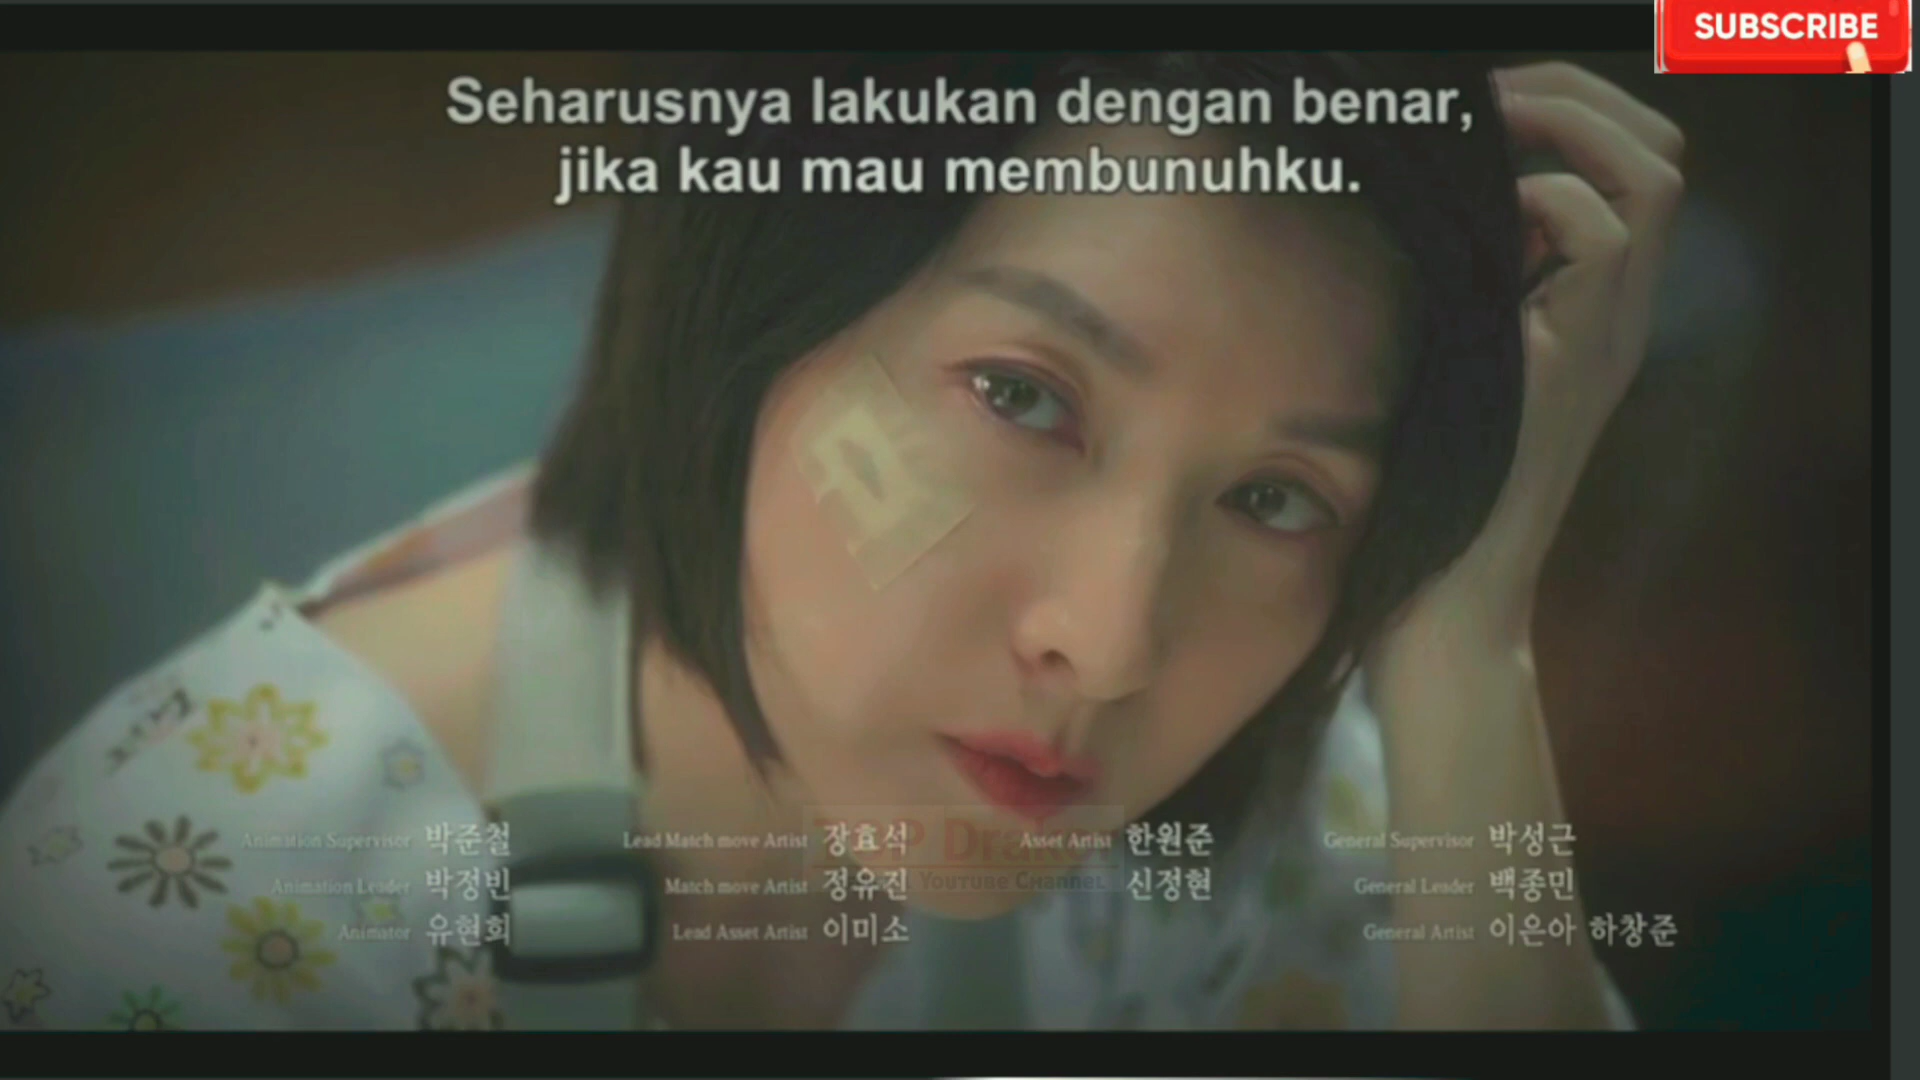 SUBSCRIBE
Seharusnya lakukan dengan benar,
jika kau mau membunuhku.
Animation Supervisor 박준철 Lead Match move Artist 장효석 Asset Artist 한원준 General Supervisor 박성근
Animation Leader 박정빈 Match move Artist 정유진 신정현 General Leader 백종민
Animator 유현희 Lead Asset Artist 이미소 General Artist 이은아 하창준
YouTube Channel